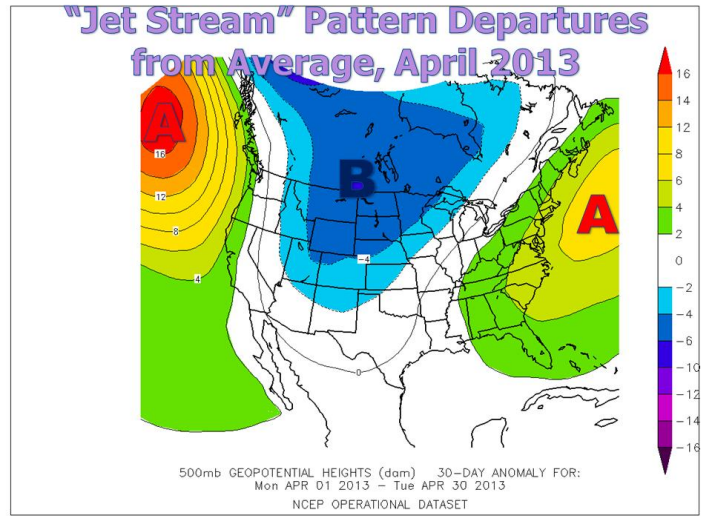 “Jet Stream” Pattern Departures
from Average, April 2013
A
16
12
8
4
B
-4
0
A
16
14
12
8
6
4
2
0
-2
-4
-6
-10
-12
-14
-16
500mb GEOPOTENTIAL HEIGHTS (dam) 30-DAY ANOMALY FOR:
Mon APR 01 2013 - Tue APR 30 2013
NCEP OPERATIONAL DATASET